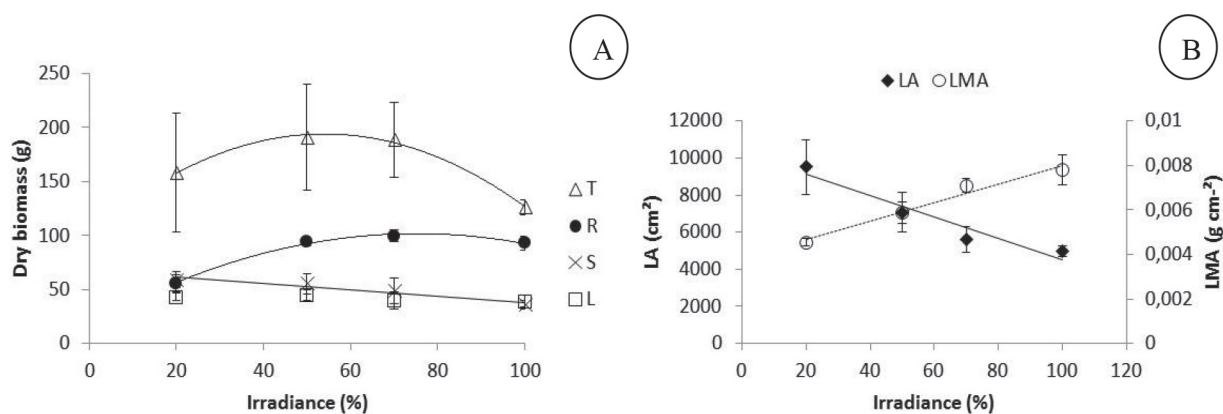 A
250
200
150
100
50
0
Dry biomass (g)
0 20 40 60 80 100
Irradiance (%)
T
R
S
L
B
LA LMA
12000
10000
8000
6000
4000
2000
0
LA (cm²)
0,01
0,008
0,006
0,004
0,002
0
LMA (g cm-²)
0 20 40 60 80 100 120
Irradiance (%)